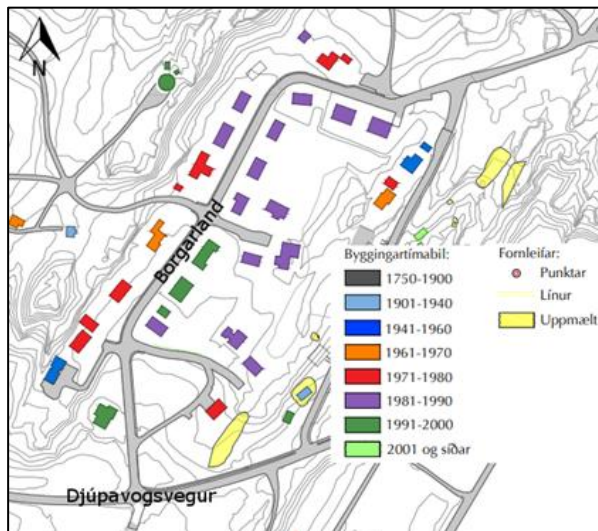 N
Borgarland
Byggingartímabil:
1750-1900
1901-1940
1941-1960
1961-1970
1971-1980
1981-1990
1991-2000
2001 og síðar
Fornleifar:
Punktar
Línur
Uppmælt
Djúpavogsvegur